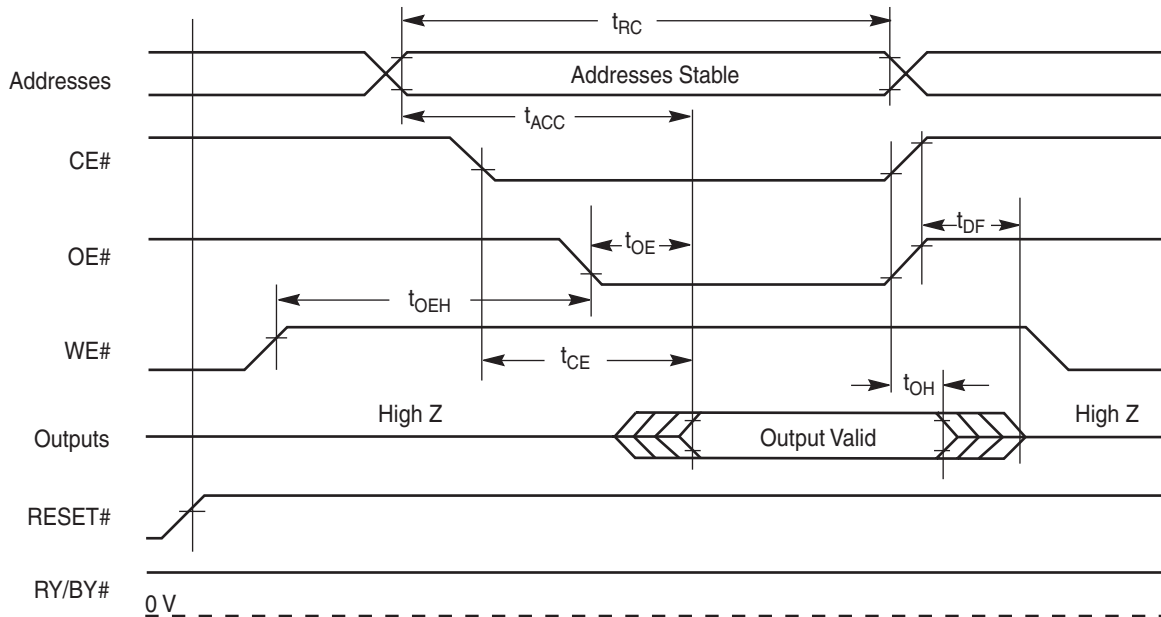 tRC
Addresses
Addresses Stable
tACC
CE#
tDF
OE#
tOE
tOEH
WE#
tCE
tOH
High Z
High Z
Outputs
Output Valid
RESET#
RY/BY#
0 V